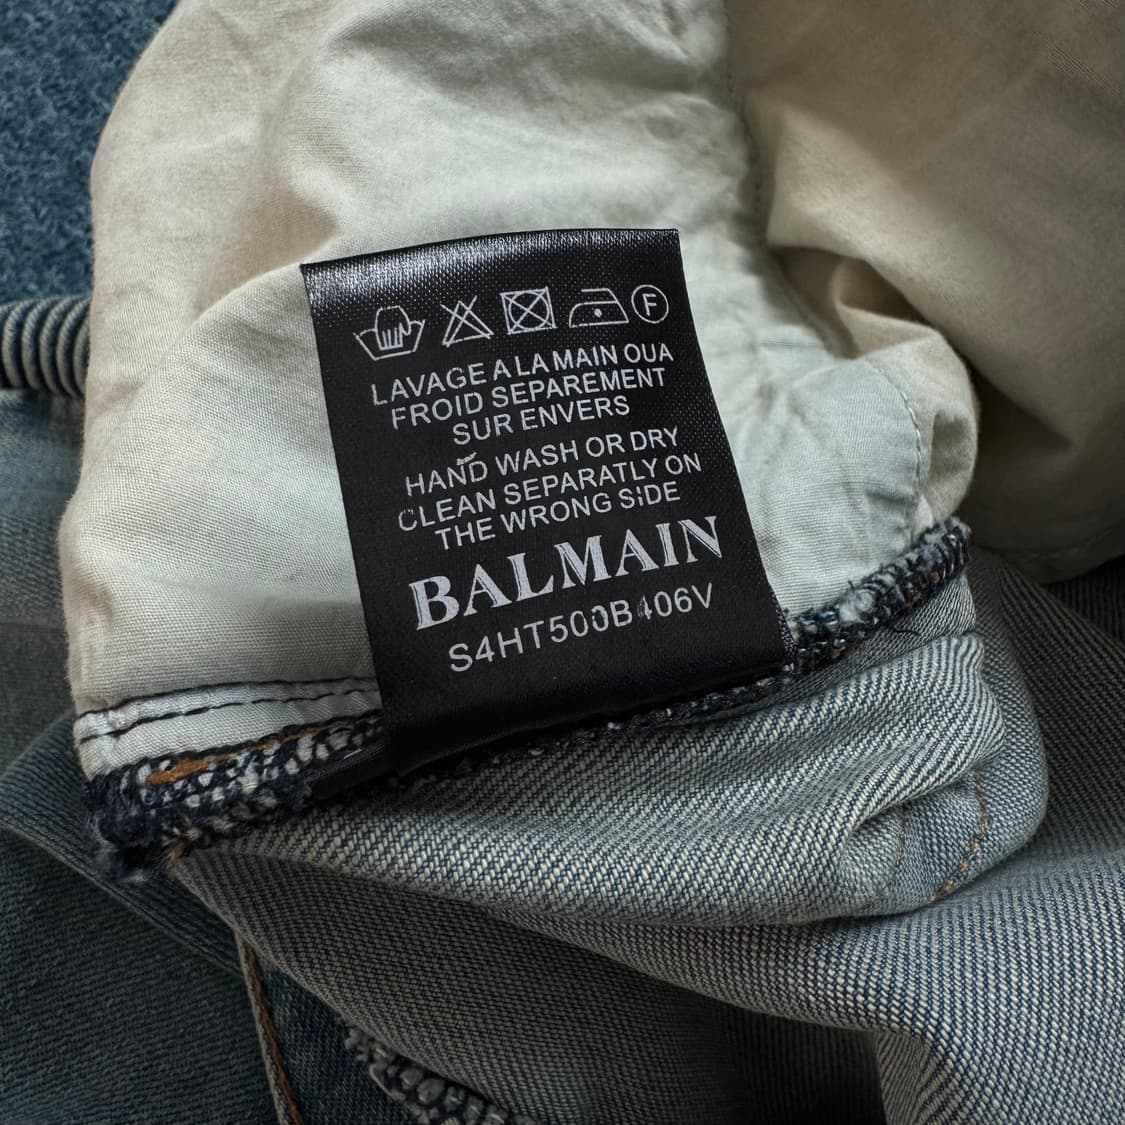 F
LAVAGE A LA MAIN OUA
FROID SEPAREMENT
SUR ENVERS
HAND WASH OR DRY
CLEAN SEPARATLY ON
THE WRONG SIDE
BALMAIN
S4HT500B406V